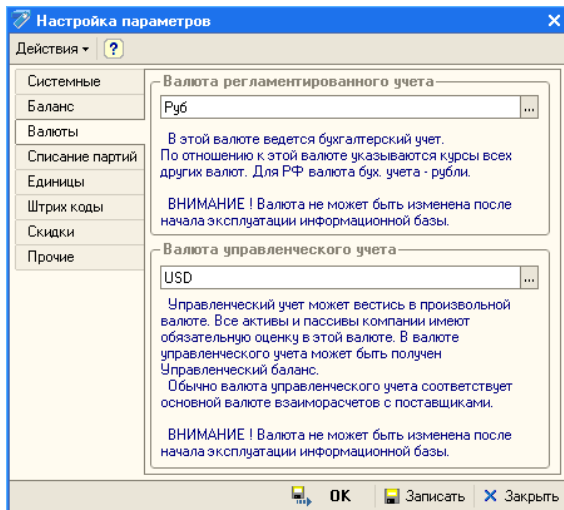 Настройка параметров
Действия
?
Системные
Баланс
Валюты
Списание партий
Единицы
Штрих коды
Скидки
Прочие
Валюта регламентированного учета
Руб
...
В этой валюте ведется бухгалтерский учет.
По отношению к этой валюте указываются курсы всех
других валют. Для РФ валюта бух. учета - рубли.
ВНИМАНИЕ ! Валюта не может быть изменена после
начала эксплуатации информационной базы.
Валюта управленческого учета
USD
...
Управленческий учет может вестись в произвольной
валюте. Все активы и пассивы компании имеют
обязательную оценку в этой валюте. В валюте
управленческого учета может быть получен
Управленческий баланс.
Обычно валюта управленческого учета соответствует
основной валюте взаиморасчетов с поставщиками.
ВНИМАНИЕ ! Валюта не может быть изменена после
начала эксплуатации информационной базы.
OK
Записать
Закрыть